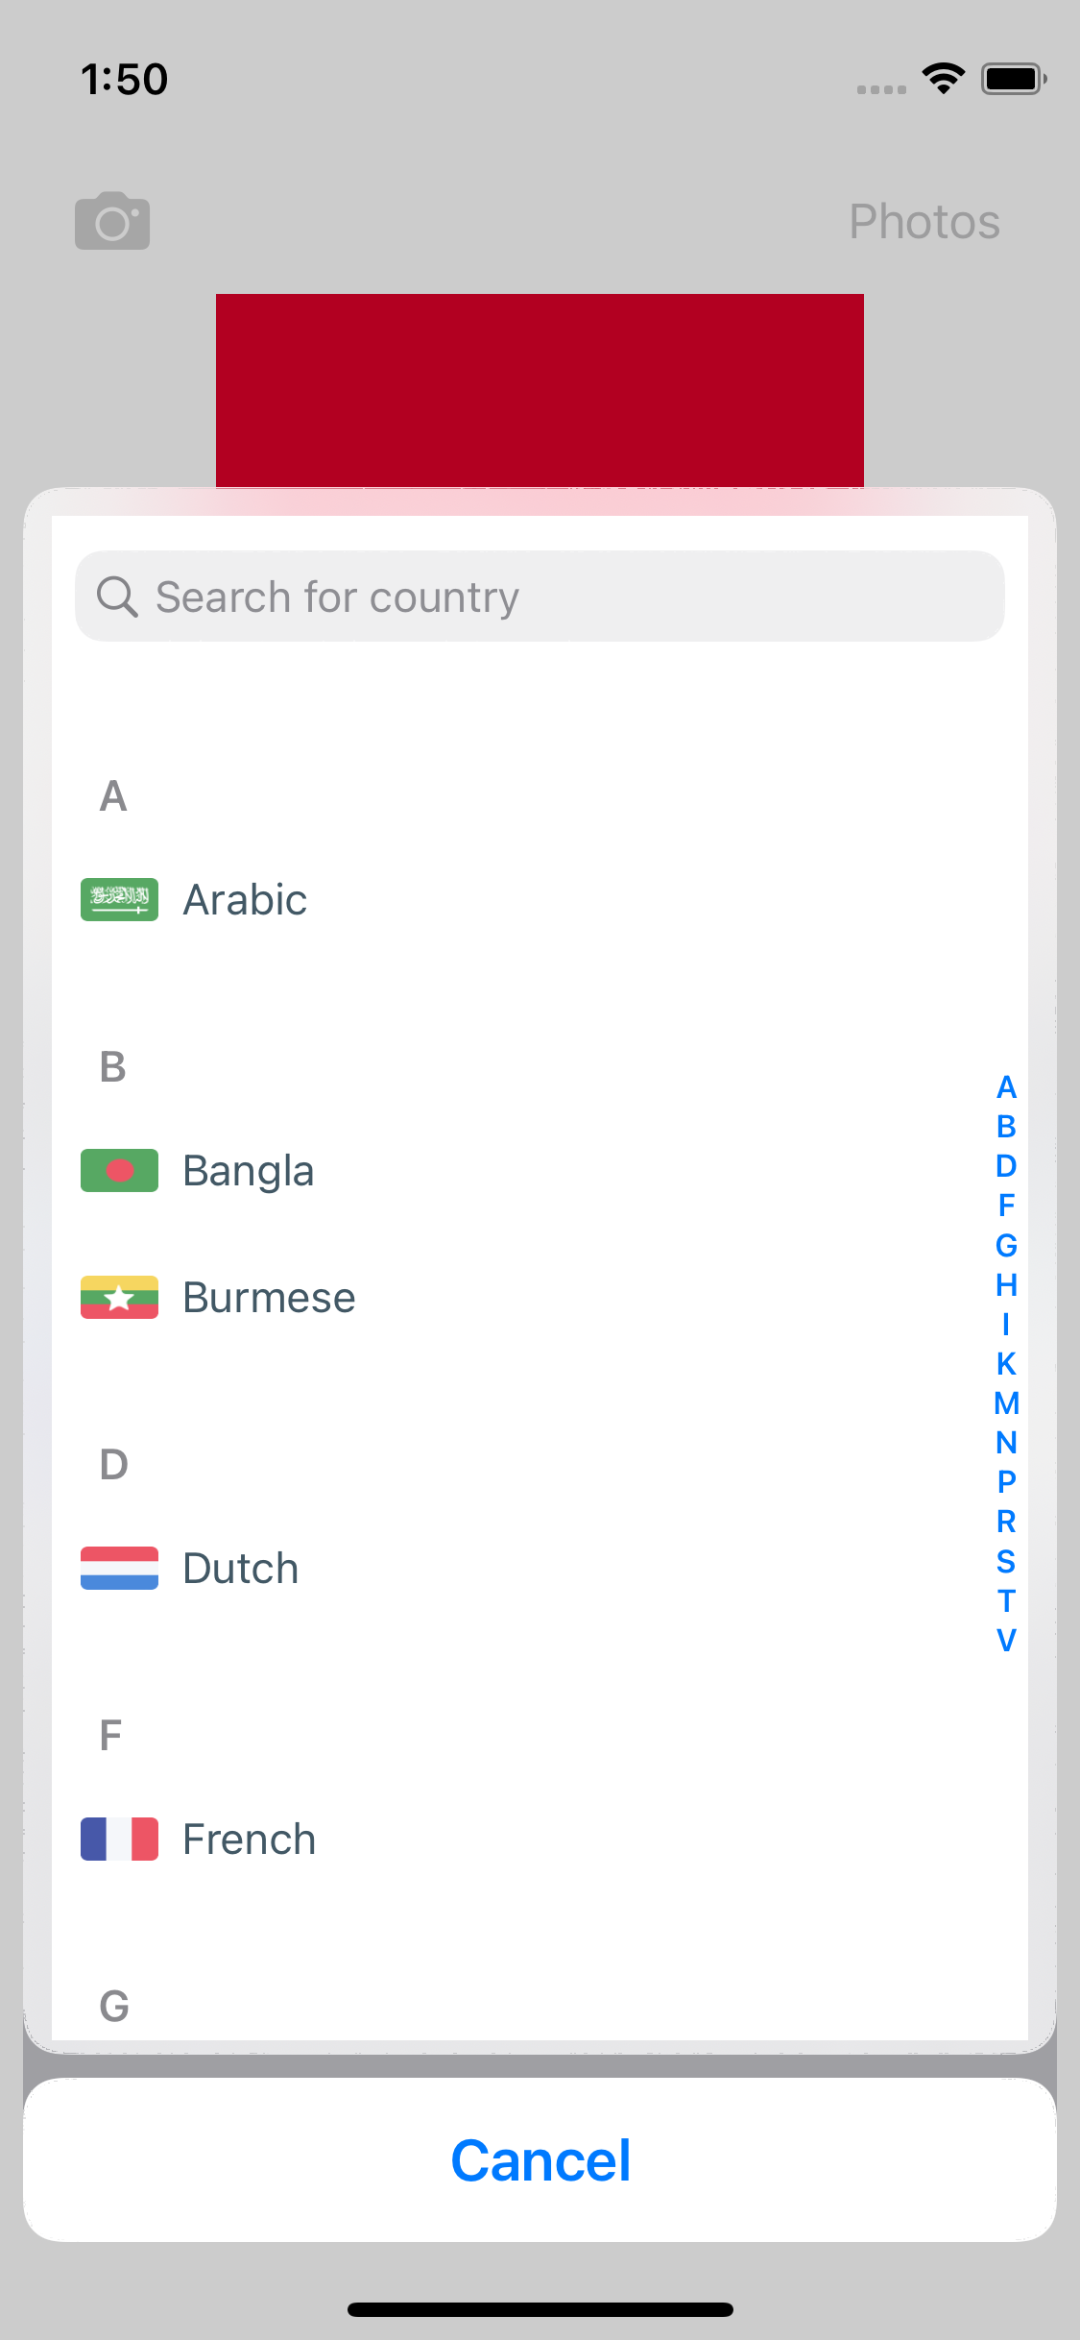 1:50
Photos
Search for country
A
Arabic
B
Bangla
Burmese
D
Dutch
F
French
G
A
B
D
F
G
H
I
K
M
N
P
R
S
T
V
Cancel